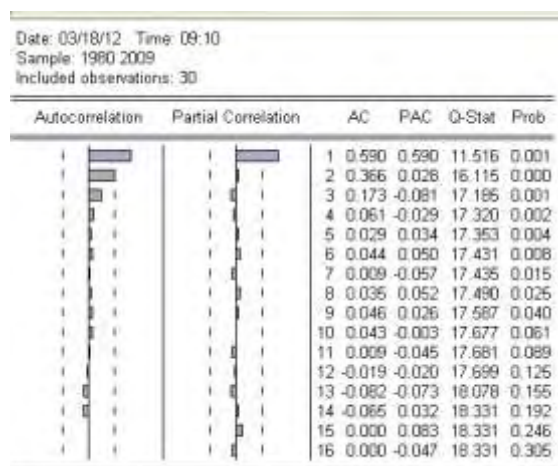 Date: 03/18/12 Time: 09:10
Sample: 1980 2009
Included observations: 30
Autocorrelation Partial Correlation AC PAC Q-Stat Prob
1 0.590 0.590 11.516 0.001
2 0.366 0.028 16.115 0.000
3 0.173 -0.081 17.185 0.001
4 0.061 -0.029 17.320 0.002
5 0.029 0.034 17.353 0.004
6 0.044 0.050 17.431 0.008
7 0.009 -0.057 17.435 0.015
8 0.035 0.052 17.490 0.025
9 0.046 0.026 17.587 0.040
10 0.043 -0.003 17.677 0.061
11 0.009 -0.045 17.681 0.089
12 -0.019 -0.020 17.699 0.125
13 -0.082 -0.073 18.078 0.155
14 -0.065 0.032 18.331 0.192
15 0.000 0.083 18.331 0.246
16 0.000 -0.047 18.331 0.305